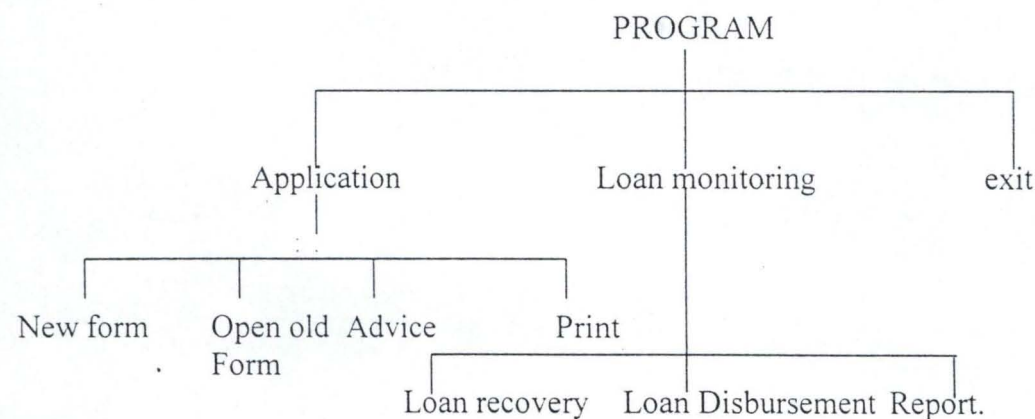 PROGRAM
Application Loan monitoring exit
New form Open old Advice Print
Form
Loan recovery Loan Disbursement Report.